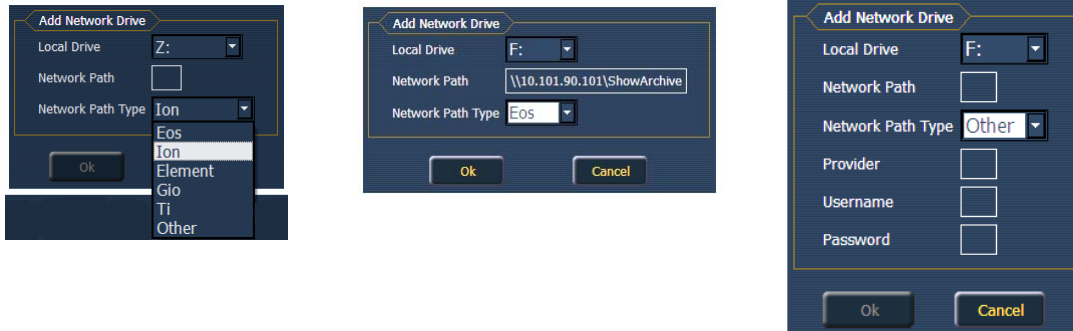 Add Network Drive
Local Drive Z:
Network Path
Network Path Type Ion
Eos
Ion
Element
Gio
Ti
Other
Ok
Add Network Drive
Local Drive F:
Network Path \\10.101.90.101\ShowArchive
Network Path Type Eos
Ok Cancel
Add Network Drive
Local Drive F:
Network Path
Network Path Type Other
Provider
Username
Password
Ok Cancel